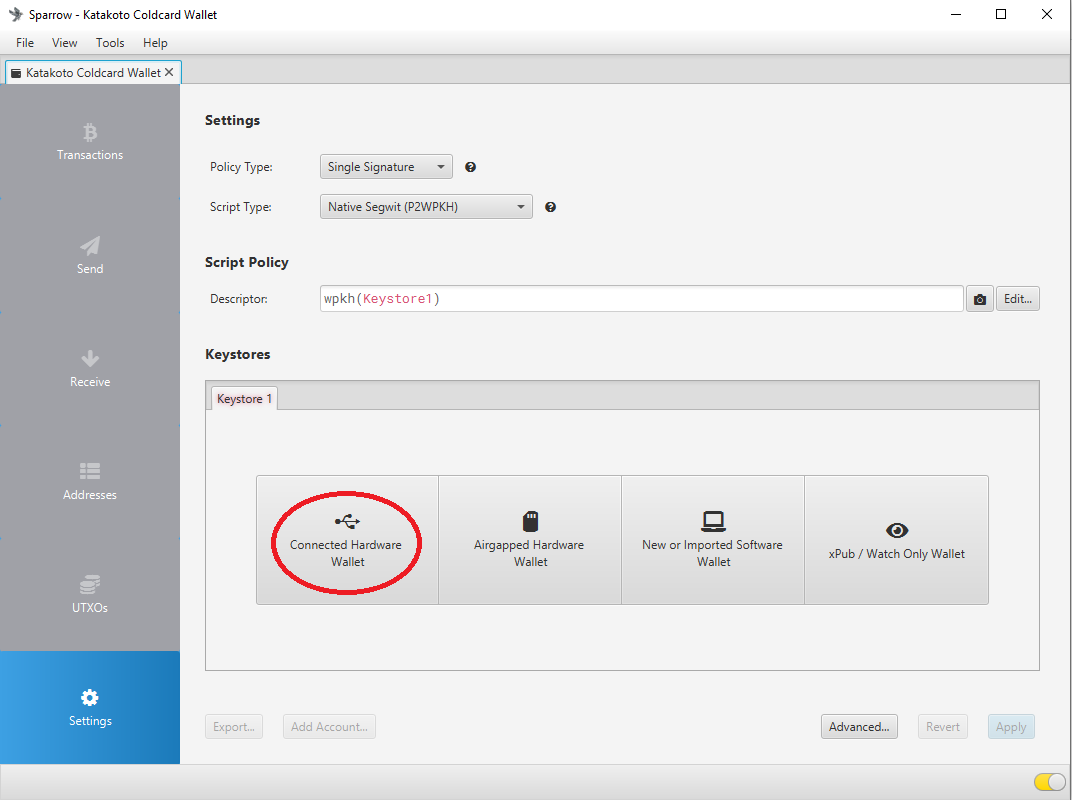 Sparrow - Katakoto Coldcard Wallet
File View Tools Help
Katakoto Coldcard Wallet
Transactions
Send
Receive
Addresses
UTXOs
Settings
Settings
Policy Type:
Single Signature
Script Type:
Native Segwit (P2WPKH)
Script Policy
Descriptor:
wpkh(Keystore1)
Edit...
Keystores
Keystore 1
Connected Hardware
Wallet
Airgapped Hardware
Wallet
New or Imported Software
Wallet
xPub / Watch Only Wallet
Export...
Add Account...
Advanced...
Revert
Apply